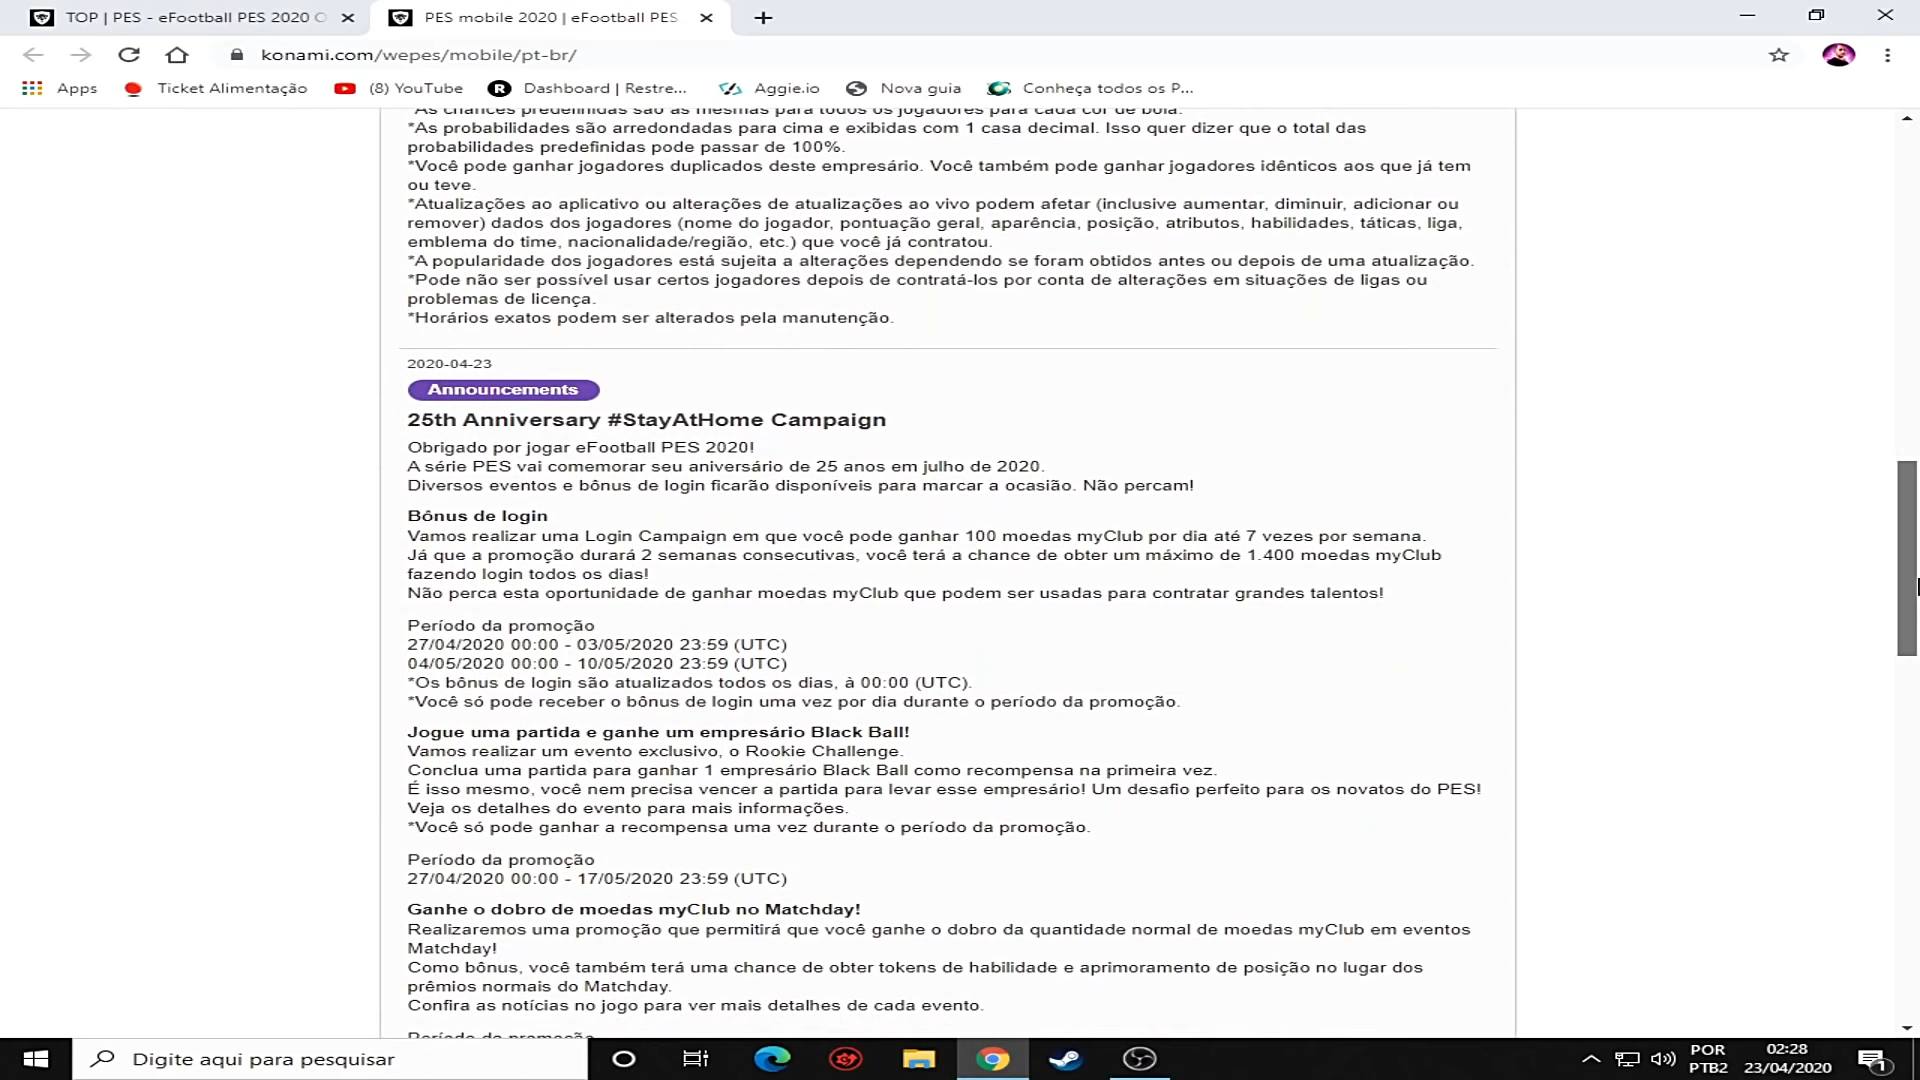 TOP | PES - eFootball PES 2020 O
PES mobile 2020 | eFootball PES
konami.com/wepes/mobile/pt-br/
Apps
Ticket Alimentação
(8) YouTube
Dashboard | Restre...
Aggie.io
Nova guia
Conheça todos os P...
*As chances predefinidas são as mesmas para todos os jogadores para cada cor de bola.
*As probabilidades são arredondadas para cima e exibidas com 1 casa decimal. Isso quer dizer que o total das
probabilidades predefinidas pode passar de 100%.
*Você pode ganhar jogadores duplicados deste empresário. Você também pode ganhar jogadores idênticos aos que já tem
ou teve.
*Atualizações ao aplicativo ou alterações de atualizações ao vivo podem afetar (inclusive aumentar, diminuir, adicionar ou
remover) dados dos jogadores (nome do jogador, pontuação geral, aparência, posição, atributos, habilidades, táticas, liga,
emblema do time, nacionalidade/região, etc.) que você já contratou.
*A popularidade dos jogadores está sujeita a alterações dependendo se foram obtidos antes ou depois de uma atualização.
*Pode não ser possível usar certos jogadores depois de contratá-los por conta de alterações em situações de ligas ou
problemas de licença.
*Horários exatos podem ser alterados pela manutenção.
2020-04-23
Announcements
25th Anniversary #StayAtHome Campaign
Obrigado por jogar eFootball PES 2020!
A série PES vai comemorar seu aniversário de 25 anos em julho de 2020.
Diversos eventos e bônus de login ficarão disponíveis para marcar a ocasião. Não percam!
Bônus de login
Vamos realizar uma Login Campaign em que você pode ganhar 100 moedas myClub por dia até 7 vezes por semana.
Já que a promoção durará 2 semanas consecutivas, você terá a chance de obter um máximo de 1.400 moedas myClub
fazendo login todos os dias!
Não perca esta oportunidade de ganhar moedas myClub que podem ser usadas para contratar grandes talentos!
Período da promoção
27/04/2020 00:00 - 03/05/2020 23:59 (UTC)
04/05/2020 00:00 - 10/05/2020 23:59 (UTC)
*Os bônus de login são atualizados todos os dias, à 00:00 (UTC).
*Você só pode receber o bônus de login uma vez por dia durante o período da promoção.
Jogue uma partida e ganhe um empresário Black Ball!
Vamos realizar um evento exclusivo, o Rookie Challenge.
Conclua uma partida para ganhar 1 empresário Black Ball como recompensa na primeira vez.
É isso mesmo, você nem precisa vencer a partida para levar esse empresário! Um desafio perfeito para os novatos do PES!
Veja os detalhes do evento para mais informações.
*Você só pode ganhar a recompensa uma vez durante o período da promoção.
Período da promoção
27/04/2020 00:00 - 17/05/2020 23:59 (UTC)
Ganhe o dobro de moedas myClub no Matchday!
Realizaremos uma promoção que permitirá que você ganhe o dobro da quantidade normal de moedas myClub em eventos
Matchday!
Como bônus, você também terá uma chance de obter tokens de habilidade e aprimoramento de posição no lugar dos
prêmios normais do Matchday.
Confira as notícias no jogo para ver mais detalhes de cada evento.
Período da promoção
Digite aqui para pesquisar
POR
PTB2
02:28
23/04/2020
1